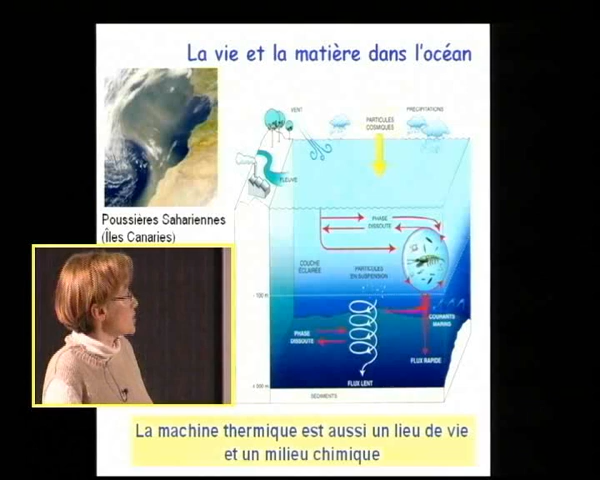 La vie et la matière dans l'océan
VENT
PARTICULES
COSMIQUES
PRÉCIPITATIONS
FLEUVE
Poussières Sahariennes
(Îles Canaries)
PHASE
DISSOUTE
COUCHE
ÉCLAIRÉE
PARTICULES
EN SUSPENSION
- 100 m
COURANTS
MARINS
PHASE
DISSOUTE
FLUX RAPIDE
FLUX LENT
SÉDIMENTS
La machine thermique est aussi un lieu de vie
et un milieu chimique